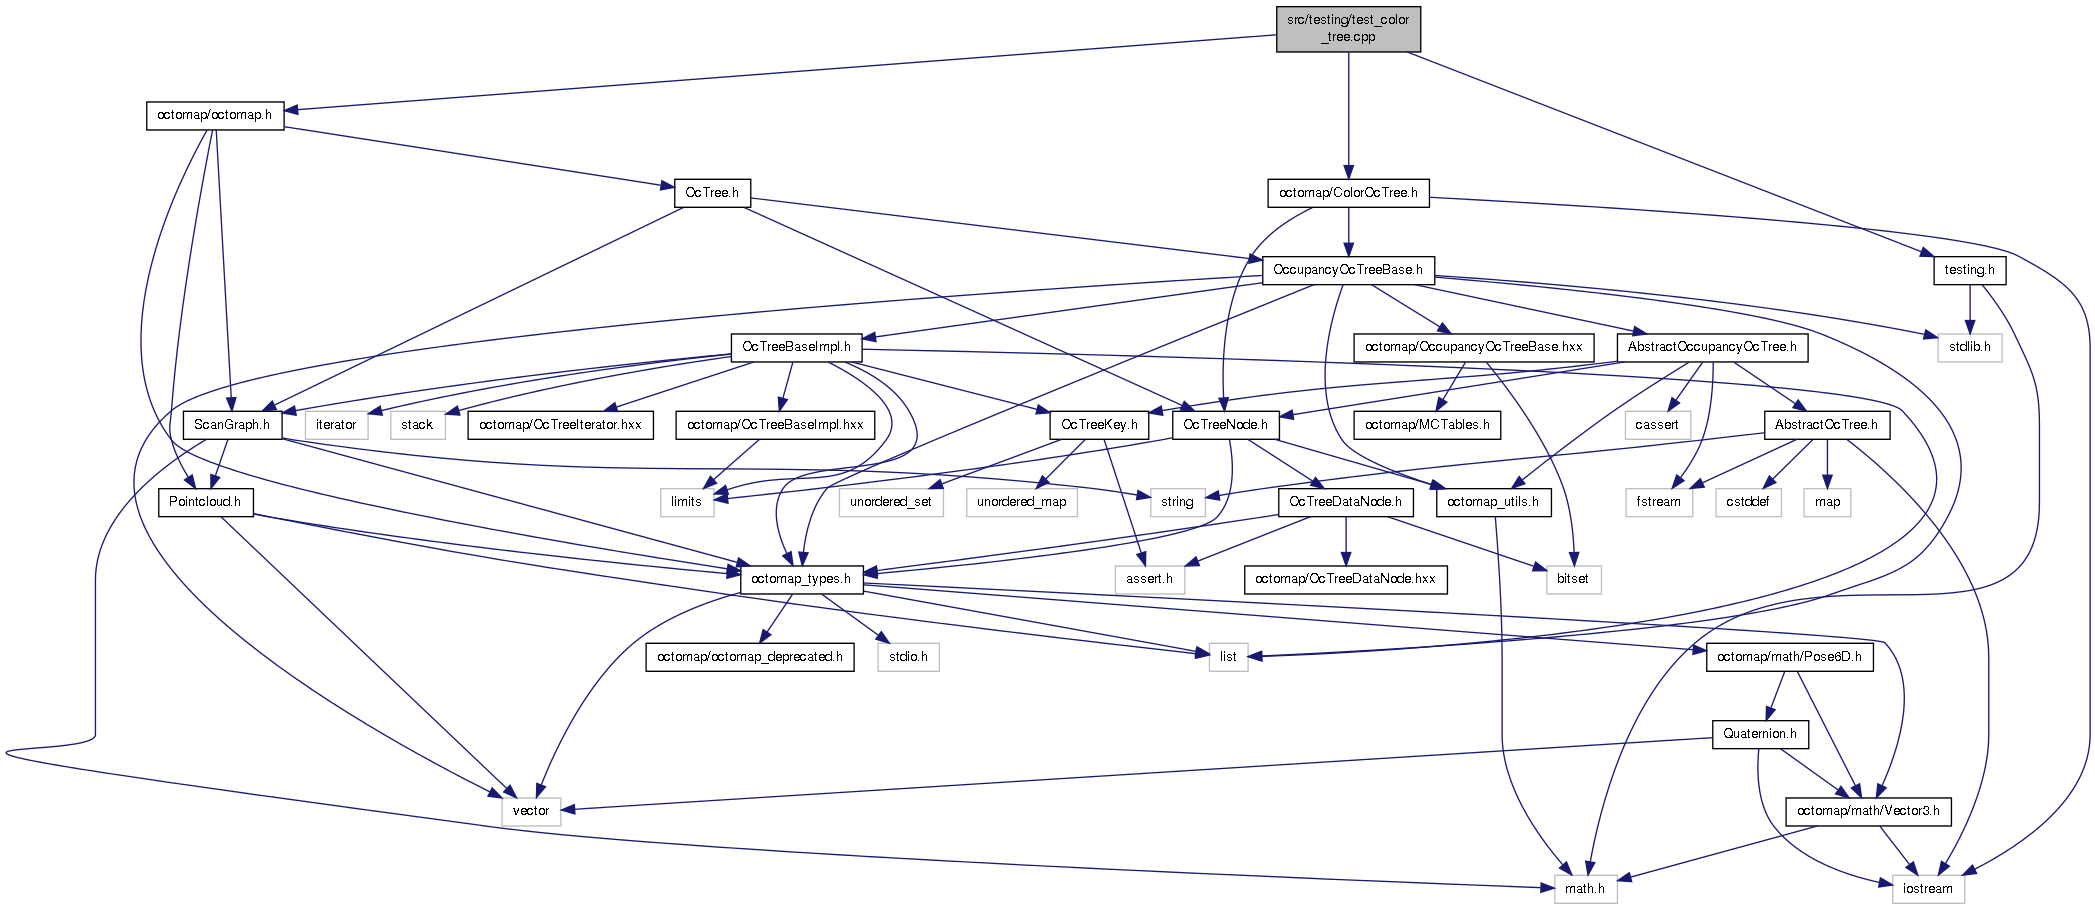 src/testing/test_color
_tree.cpp
octomap/octomap.h
OcTree.h
octomap/ColorOcTree.h
OccupancyOcTreeBase.h
testing.h
OcTreeBaseImpl.h
octomap/OccupancyOcTreeBase.hxx
AbstractOccupancyOcTree.h
stdlib.h
ScanGraph.h
iterator
stack
octomap/OcTreeIterator.hxx
octomap/OcTreeBaseImpl.hxx
OcTreeKey.h
OcTreeNode.h
octomap/MCTables.h
cassert
AbstractOcTree.h
Pointcloud.h
limits
unordered_set
unordered_map
string
OcTreeDataNode.h
octomap_utils.h
fstream
cstddef
map
octomap_types.h
assert.h
octomap/OcTreeDataNode.hxx
bitset
octomap/octomap_deprecated.h
stdio.h
list
octomap/math/Pose6D.h
Quaternion.h
vector
octomap/math/Vector3.h
math.h
iostream